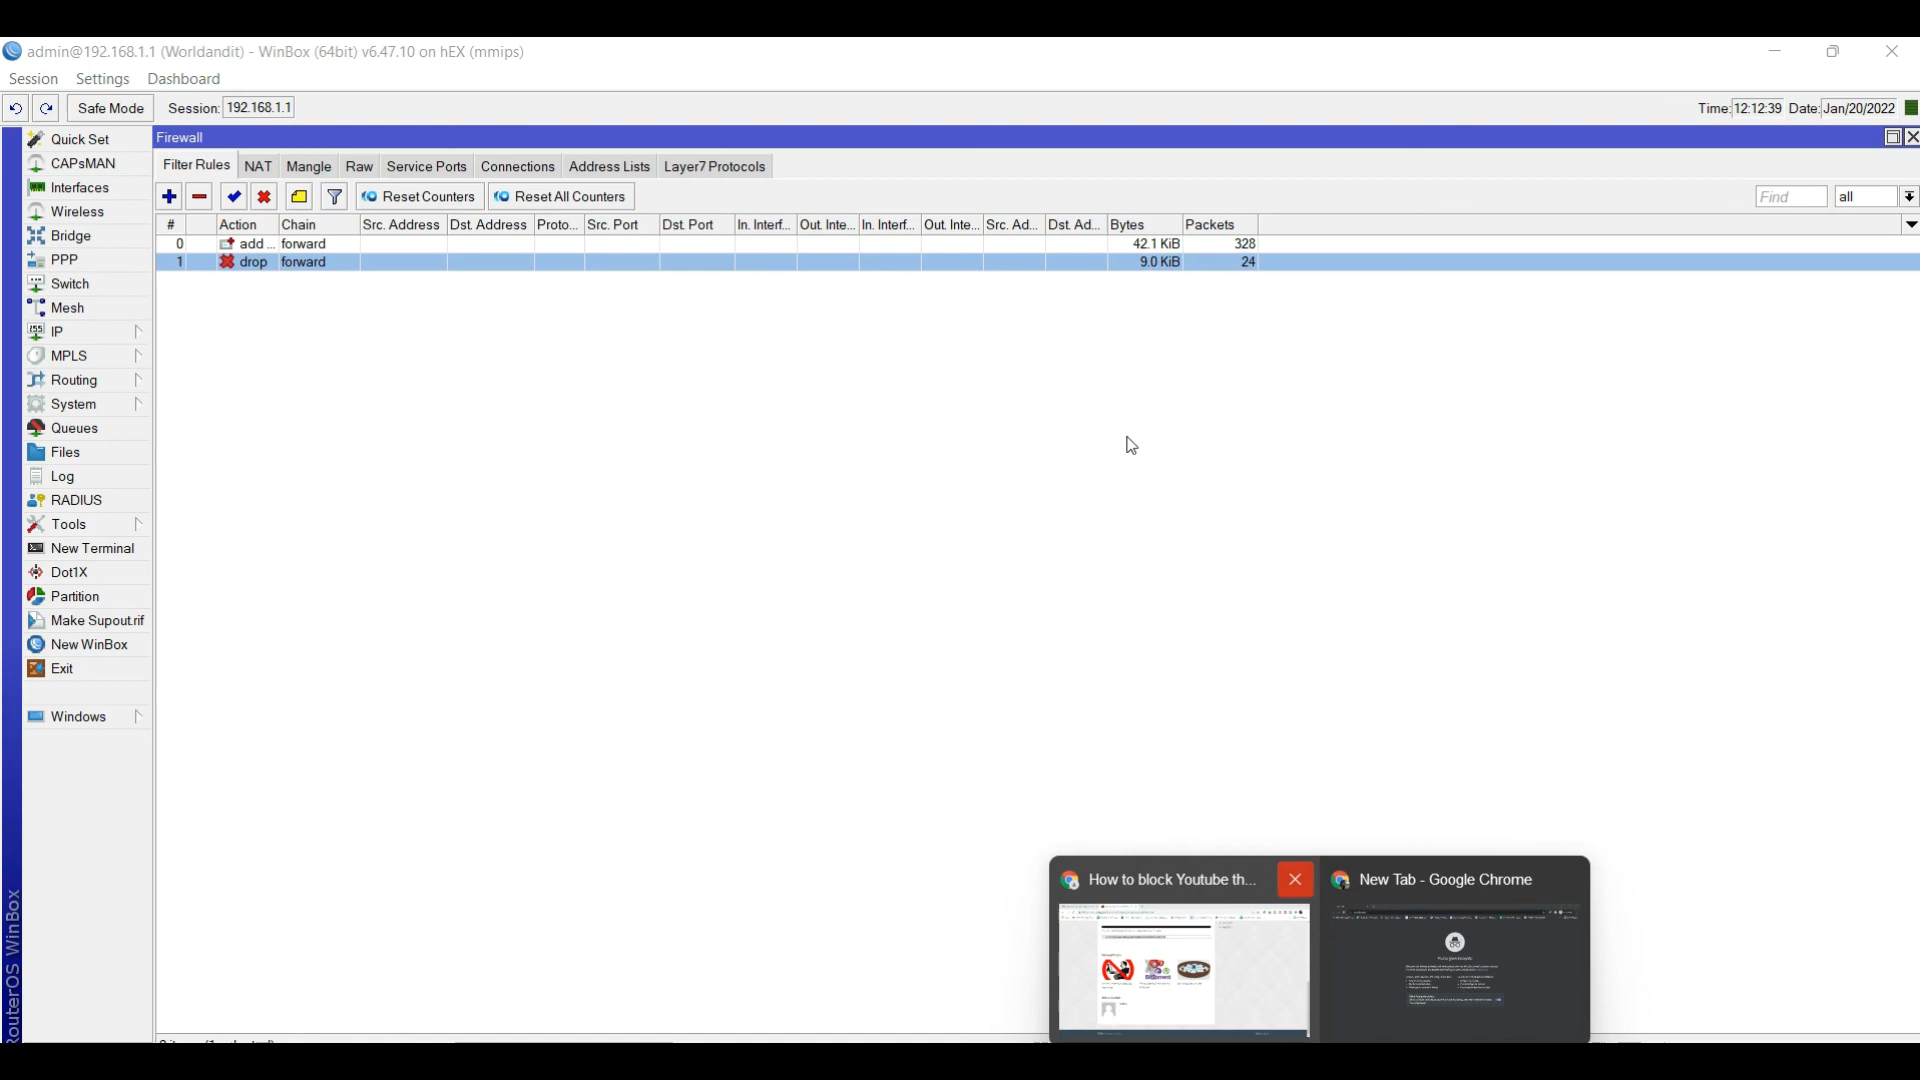 admin@192.168.1.1 (Worldandit) - WinBox (64bit) v6.47.10 on hEX (mmips)
Session Settings Dashboard
Safe Mode Session: 192.168.1.1 Time: 12:12:39 Date: Jan/20/2022
Firewall
Filter Rules NAT Mangle Raw Service Ports Connections Address Lists Layer7 Protocols
Reset Counters Reset All Counters Find all
# Action Chain Src. Address Dst. Address Proto... Src. Port Dst. Port In. Interf... Out. Inte... In. Interf... Out. Inte... Src. Ad... Dst. Ad... Bytes Packets
0 add ... forward 42.1 KiB 328
1 drop forward 9.0 KiB 24
Quick Set
CAPsMAN
Interfaces
Wireless
Bridge
PPP
Switch
Mesh
IP
MPLS
Routing
System
Queues
Files
Log
RADIUS
Tools
New Terminal
Dot1X
Partition
Make Supout.rif
New WinBox
Exit
Windows
RouterOS WinBox
How to block Youtube th...
New Tab - Google Chrome